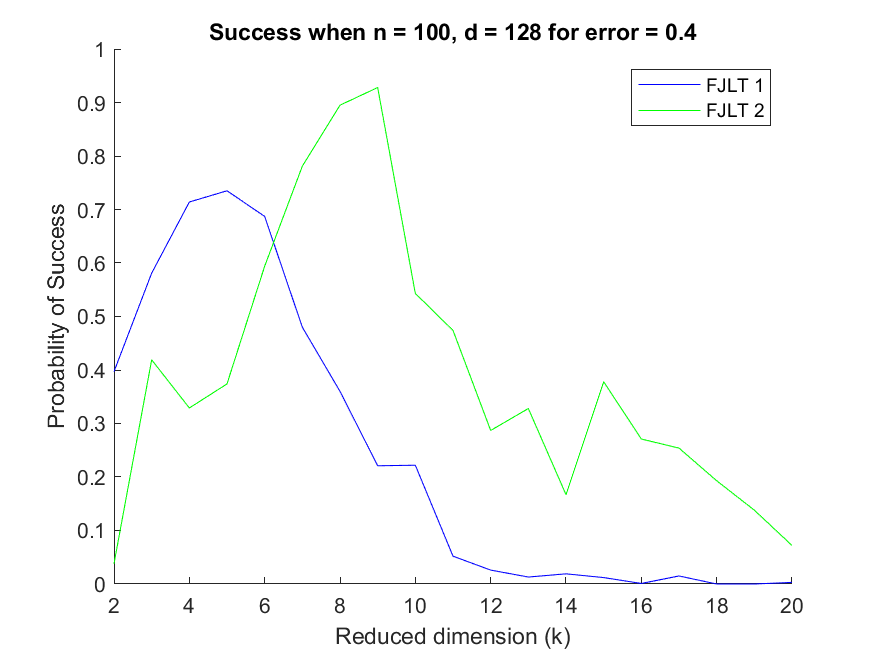 Success when n = 100, d = 128 for error = 0.4
FJLT 1
FJLT 2
1
0.9
0.8
0.7
0.6
0.5
0.4
0.3
0.2
0.1
0
Probability of Success
2 4 6 8 10 12 14 16 18 20
Reduced dimension (k)